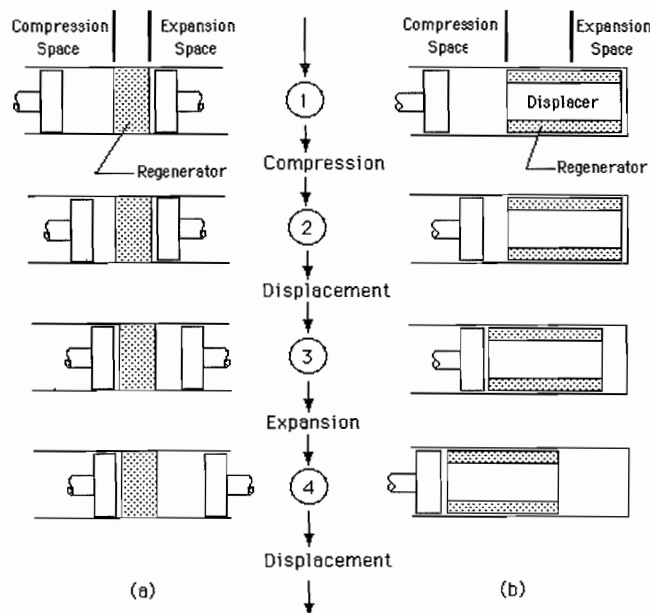 Compression
Space
Expansion
Space
Compression
Space
Expansion
Space
1
Displacer
Regenerator
Compression
Regenerator
2
Displacement
3
Expansion
4
Displacement
(a)
(b)